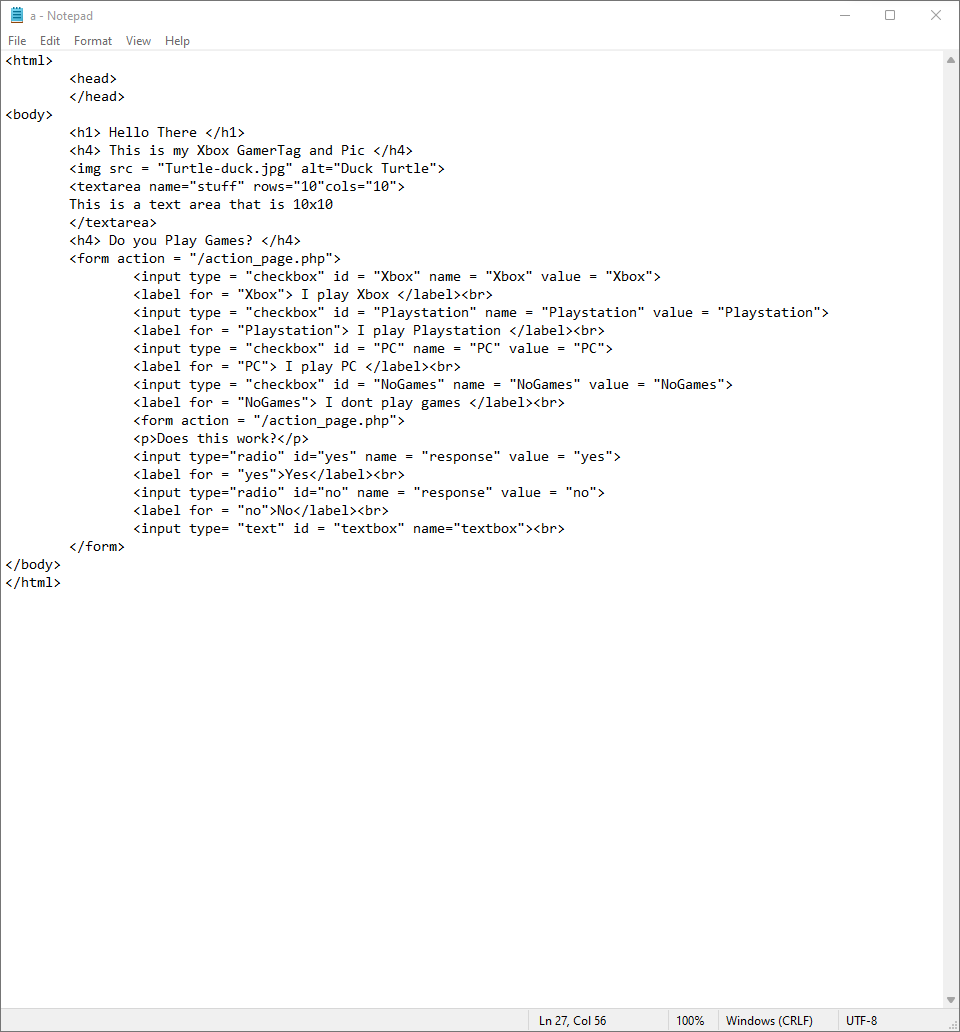 a - Notepad
File Edit Format View Help
<html>
        <head>
        </head>
<body>
        <h1> Hello There </h1>
        <h4> This is my Xbox GamerTag and Pic </h4>
        <img src = "Turtle-duck.jpg" alt="Duck Turtle">
        <textarea name="stuff" rows="10"cols="10">
        This is a text area that is 10x10
        </textarea>
        <h4> Do you Play Games? </h4>
        <form action = "/action_page.php">
                <input type = "checkbox" id = "Xbox" name = "Xbox" value = "Xbox">
                <label for = "Xbox"> I play Xbox </label><br>
                <input type = "checkbox" id = "Playstation" name = "Playstation" value = "Playstation">
                <label for = "Playstation"> I play Playstation </label><br>
                <input type = "checkbox" id = "PC" name = "PC" value = "PC">
                <label for = "PC"> I play PC </label><br>
                <input type = "checkbox" id = "NoGames" name = "NoGames" value = "NoGames">
                <label for = "NoGames"> I dont play games </label><br>
                <form action = "/action_page.php">
                <p>Does this work?</p>
                <input type="radio" id="yes" name = "response" value = "yes">
                <label for = "yes">Yes</label><br>
                <input type="radio" id="no" name = "response" value = "no">
                <label for = "no">No</label><br>
                <input type= "text" id = "textbox" name="textbox"><br>
        </form>
</body>
</html>
Ln 27, Col 56 100% Windows (CRLF) UTF-8